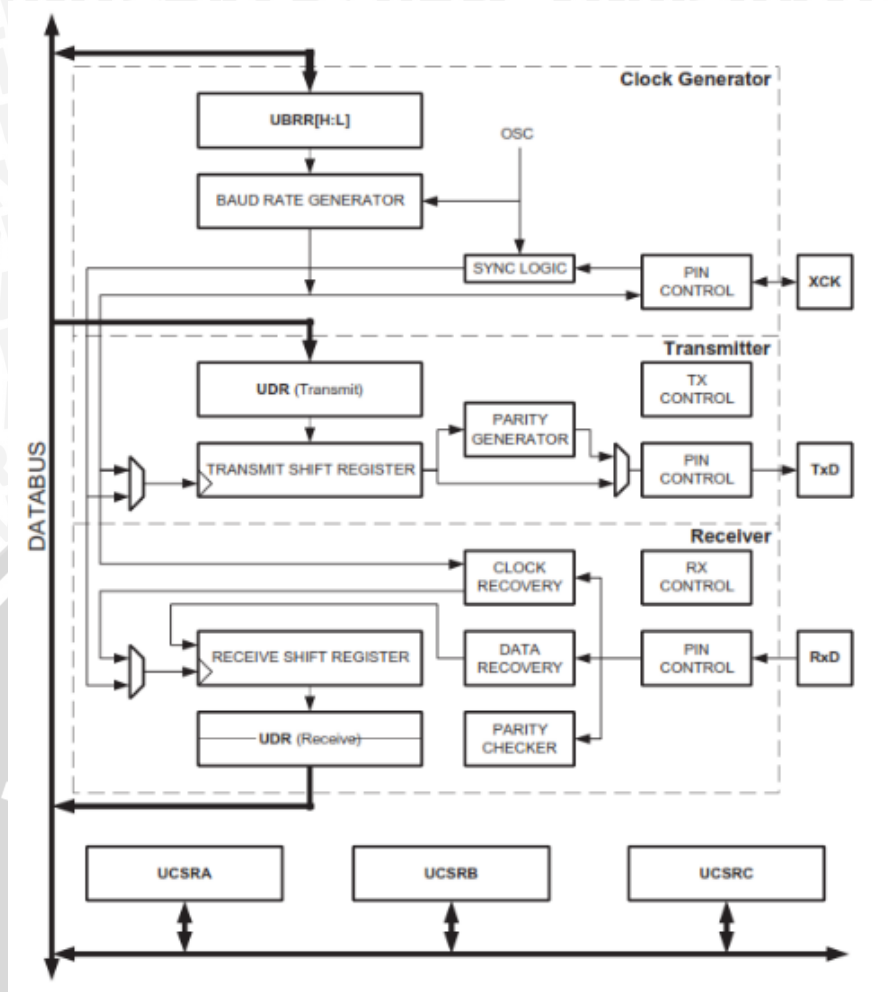 Clock Generator
UBRR[H:L]
OSC
BAUD RATE GENERATOR
SYNC LOGIC
PIN
CONTROL
XCK
Transmitter
UDR (Transmit)
TX
CONTROL
PARITY
GENERATOR
TRANSMIT SHIFT REGISTER
PIN
CONTROL
TxD
DATABUS
Receiver
CLOCK
RECOVERY
RX
CONTROL
RECEIVE SHIFT REGISTER
DATA
RECOVERY
PIN
CONTROL
RxD
UDR (Receive)
PARITY
CHECKER
UCSRA
UCSRB
UCSRC